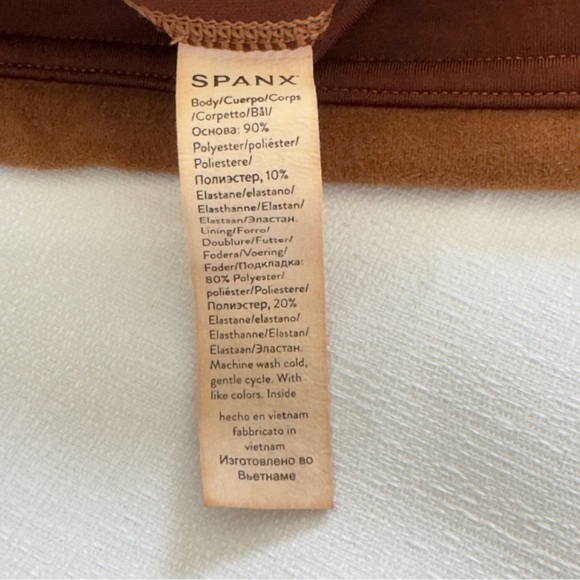 SPANX
Body/Cuerpo/Corps
/Corpetto/Bål/
Основа: 90%
Polyester/poliéster/
Poliestere/
Полиэстер, 10%
Elastane/elastano/
Elasthanne/Elastan/
Elastaan/Эластан.
Lining/Forro/
Doublure/Futter/
Fodera/Voering/
Foder/Подкладка:
80% Polyester/
poliéster/Poliestere/
Полиэстер, 20%
Elastane/elastano/
Elasthanne/Elastan/
Elastaan/Эластан.
Machine wash cold,
gentle cycle. With
like colors. Inside
hecho en vietnam
fabbricato in
vietnam
Изготовлено во
Вьетнаме